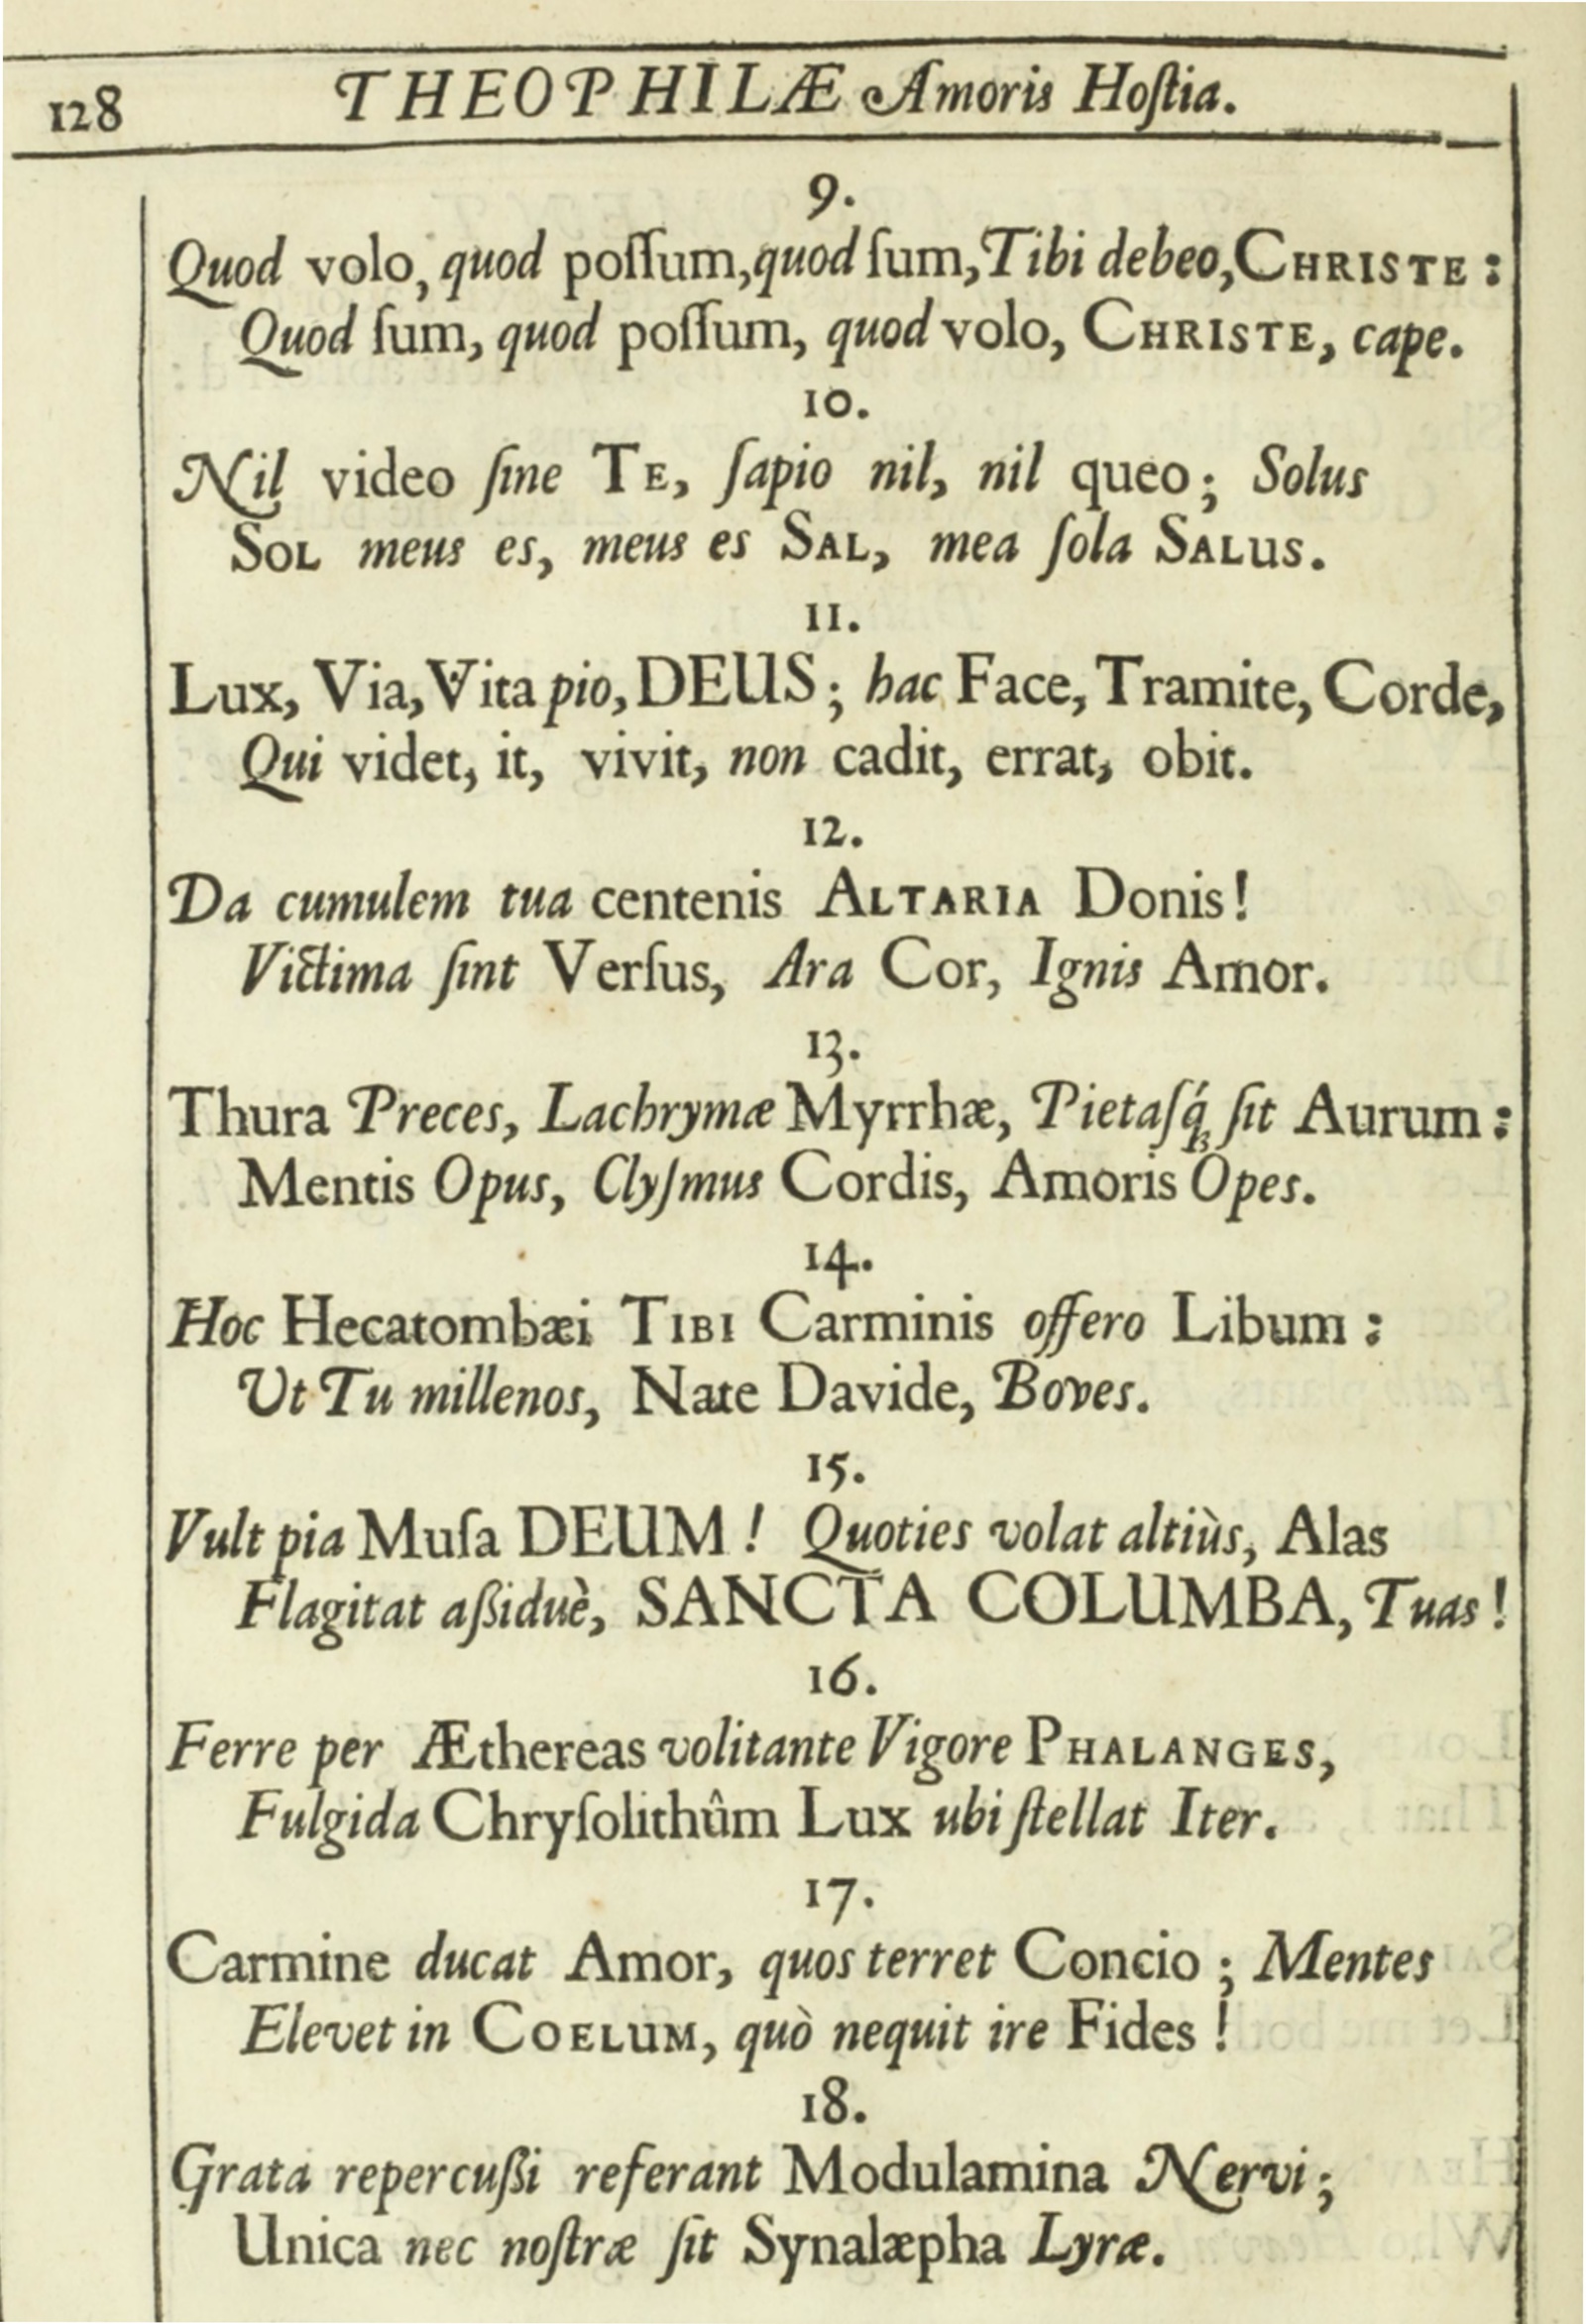 128 THEOPHILÆ Amoris Hoſtia.
9.
Quod volo, quod poſſum, quod ſum, Tibi debeo, CHRISTE:
Quod ſum, quod poſſum, quod volo, CHRISTE, cape.
10.
Nil video ſine TE, ſapio nil, nil queo; Solus
SOL meus es, meus es SAL, mea ſola SALUS.
11.
Lux, Via, Vita pio, DEUS; hac Face, Tramite, Corde,
Qui videt, it, vivit, non cadit, errat, obit.
12.
Da cumulem tua centenis ALTARIA Donis!
Victima ſint Verſus, Ara Cor, Ignis Amor.
13.
Thura Preces, Lachrymæ Myrrhæ, Pietaſq́; ſit Aurum:
Mentis Opus, Clyſmus Cordis, Amoris Opes.
14.
Hoc Hecatombæi TIBI Carminis offero Libum:
Ut Tu millenos, Nate Davide, Boves.
15.
Vult pia Muſa DEUM! Quoties volat altiùs, Alas
Flagitat aßiduè, SANCTA COLUMBA, Tuas!
16.
Ferre per Æthereas volitante Vigore PHALANGES,
Fulgida Chryſolithûm Lux ubi ſtellat Iter.
17.
Carmine ducat Amor, quos terret Concio; Mentes
Elevet in COELUM, quò nequit ire Fides!
18.
Grata repercußi referant Modulamina Nervi;
Unica nec noſtræ ſit Synalæpha Lyræ.